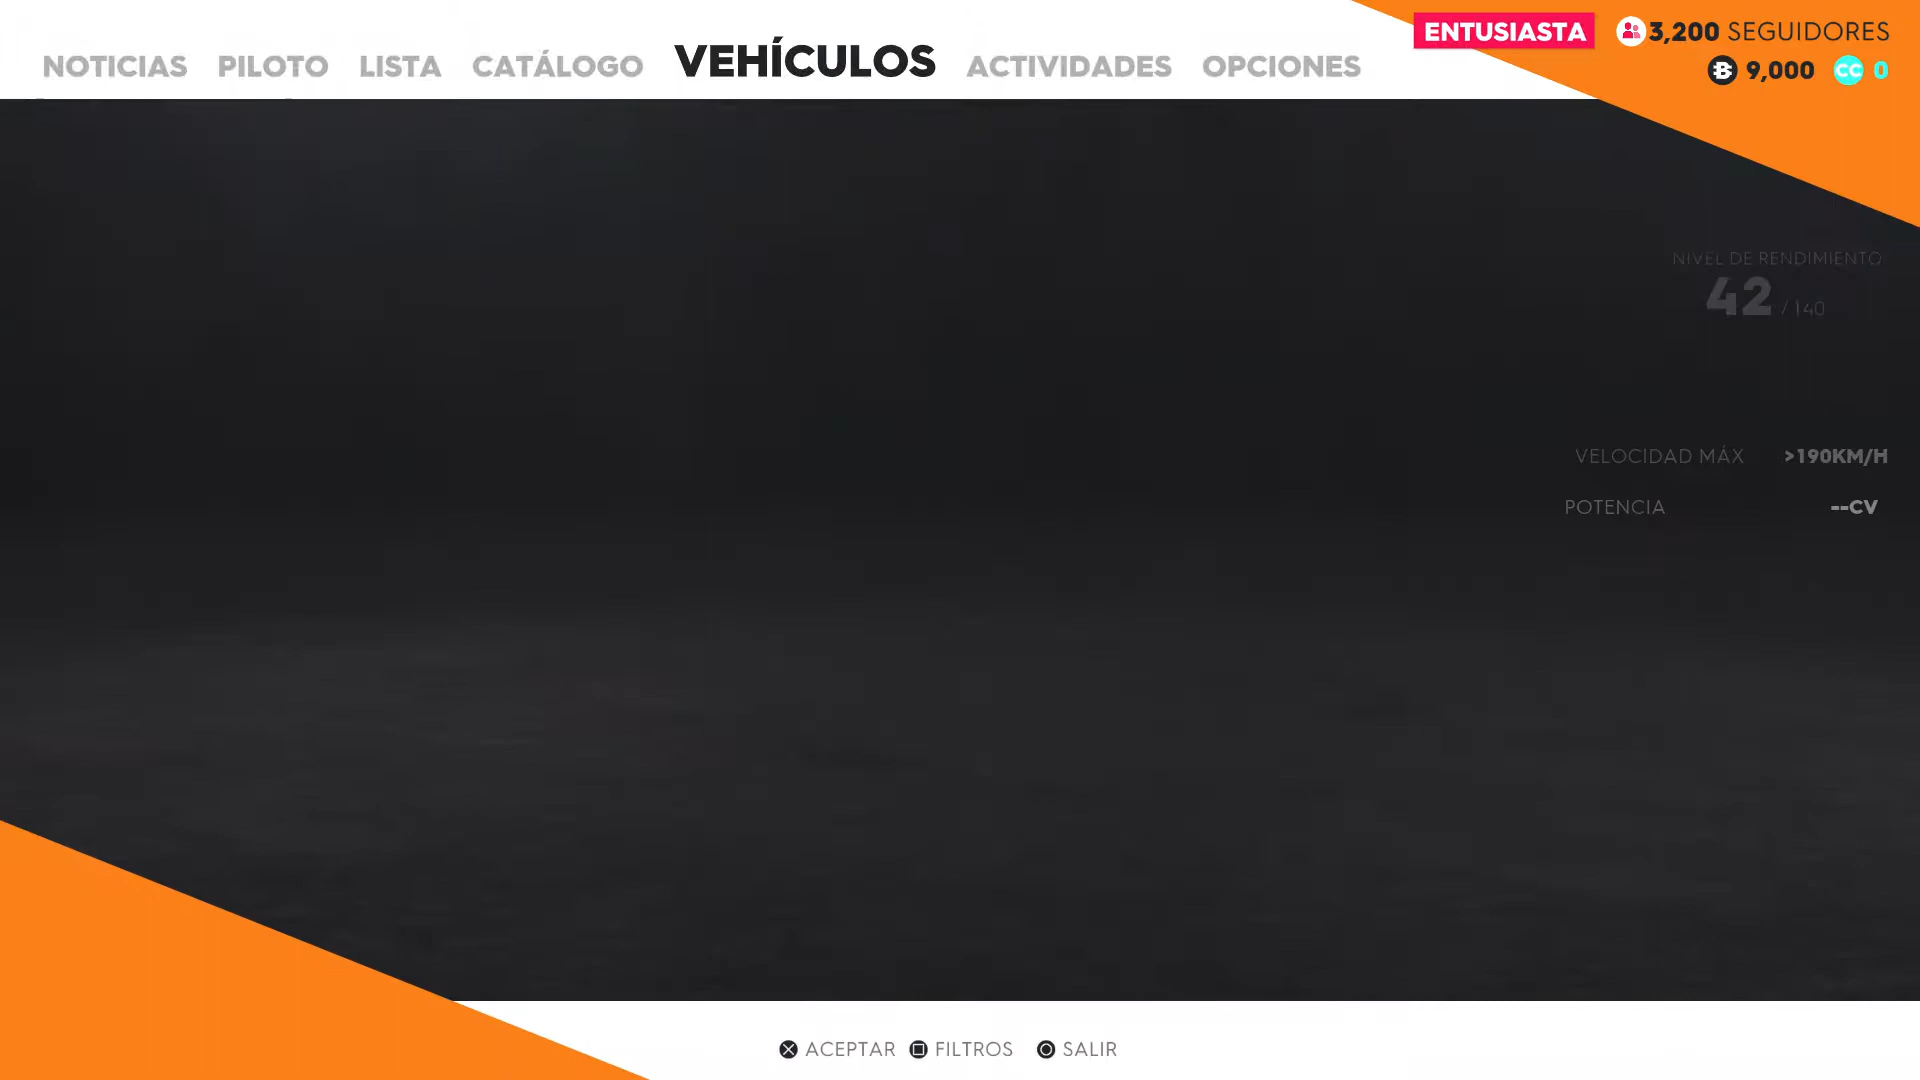 NOTICIAS PILOTO LISTA CATÁLOGO VEHÍCULOS ACTIVIDADES OPCIONES
ENTUSIASTA 3,200 SEGUIDORES
9,000 CC 0
NIVEL DE RENDIMIENTO
42 / 140
VELOCIDAD MÁX >190KM/H
POTENCIA --CV
ACEPTAR FILTROS SALIR